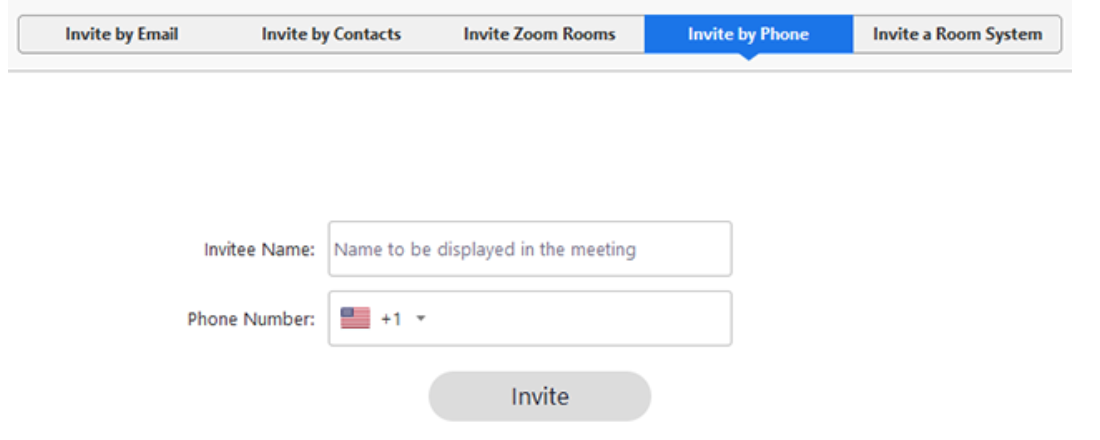 Invite by Email Invite by Contacts Invite Zoom Rooms Invite by Phone Invite a Room System
Invitee Name: Name to be displayed in the meeting
Phone Number: +1
Invite